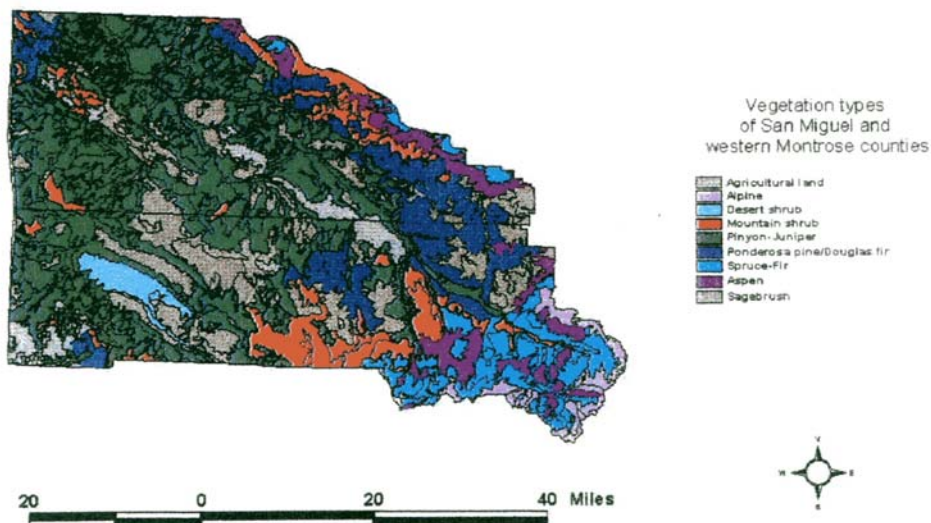 Vegetation types
of San Miguel and
western Montrose counties
Agricultural land
Alpine
Desert shrub
Mountain shrub
Pinyon-Juniper
Ponderosa pine/Douglas fir
Spruce-Fir
Aspen
Sagebrush
20 0 20 40 Miles